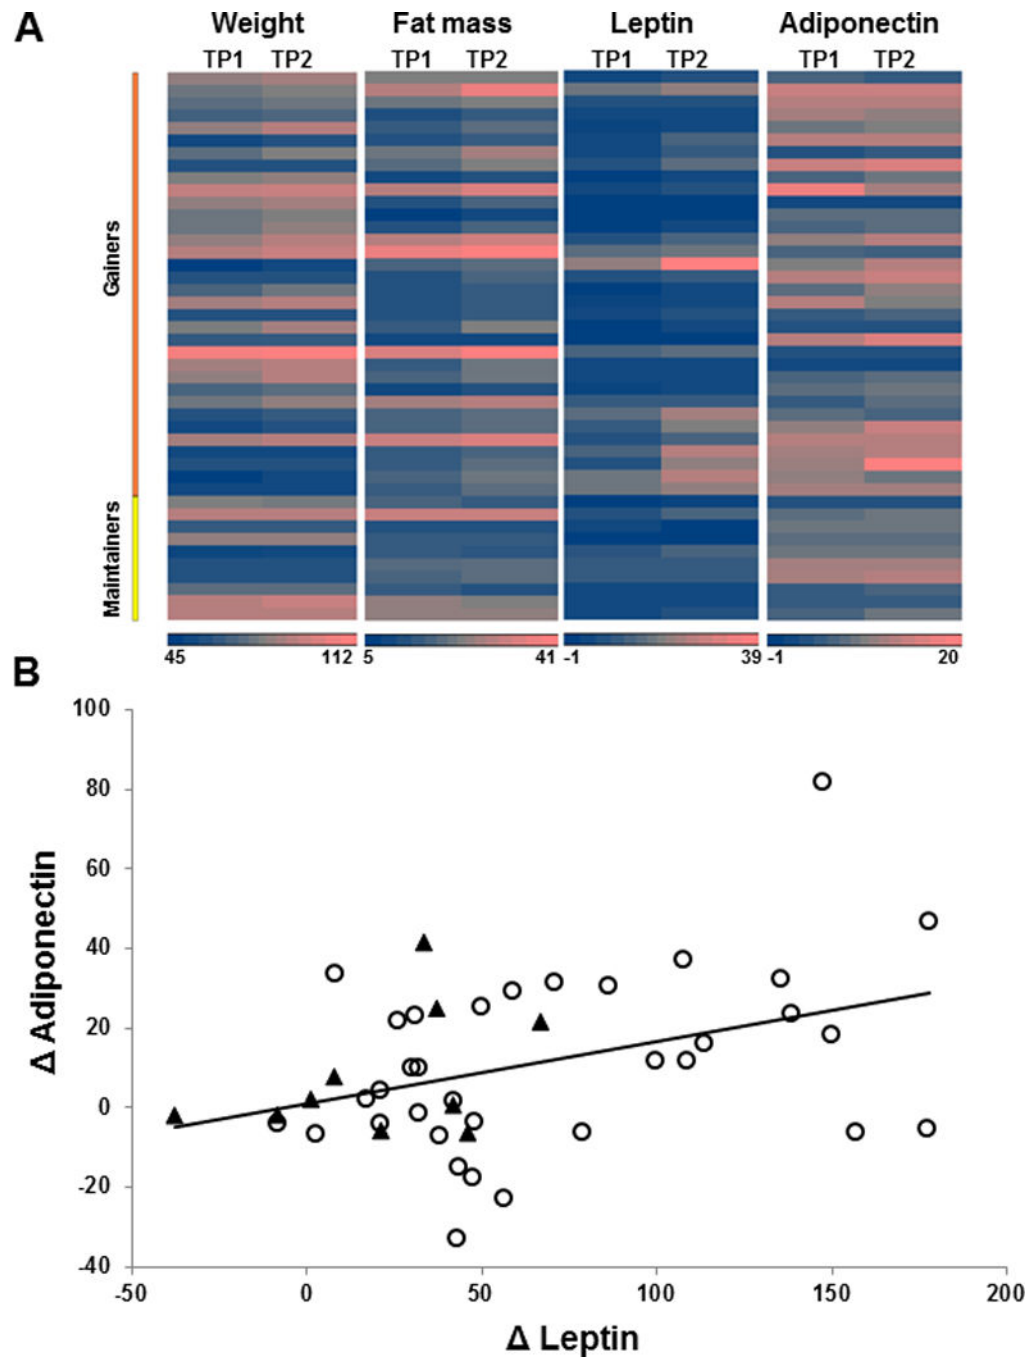 A
Weight Fat mass Leptin Adiponectin
TP1 TP2 TP1 TP2 TP1 TP2 TP1 TP2
Gainers
Maintainers
45 112 5 41 -1 39 -1 20
B
100
80
60
40
20
0
-20
-40
-50 0 50 100 150 200
Δ Adiponectin
Δ Leptin